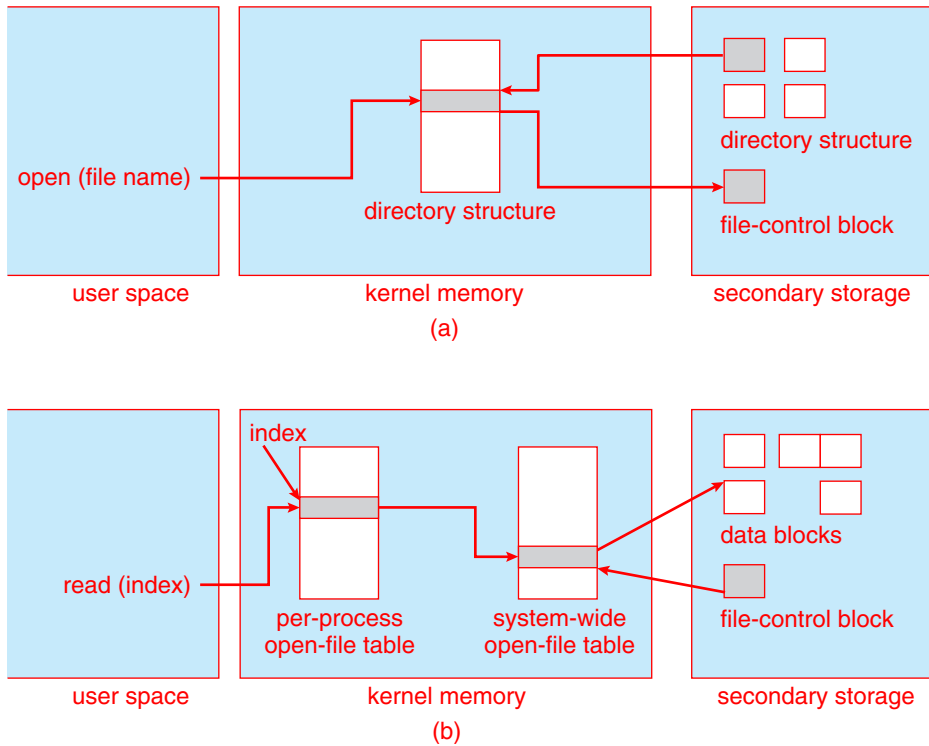 open (file name)
directory structure
directory structure
file-control block
user space
kernel memory
secondary storage
(a)
index
read (index)
per-process
open-file table
system-wide
open-file table
data blocks
file-control block
user space
kernel memory
secondary storage
(b)